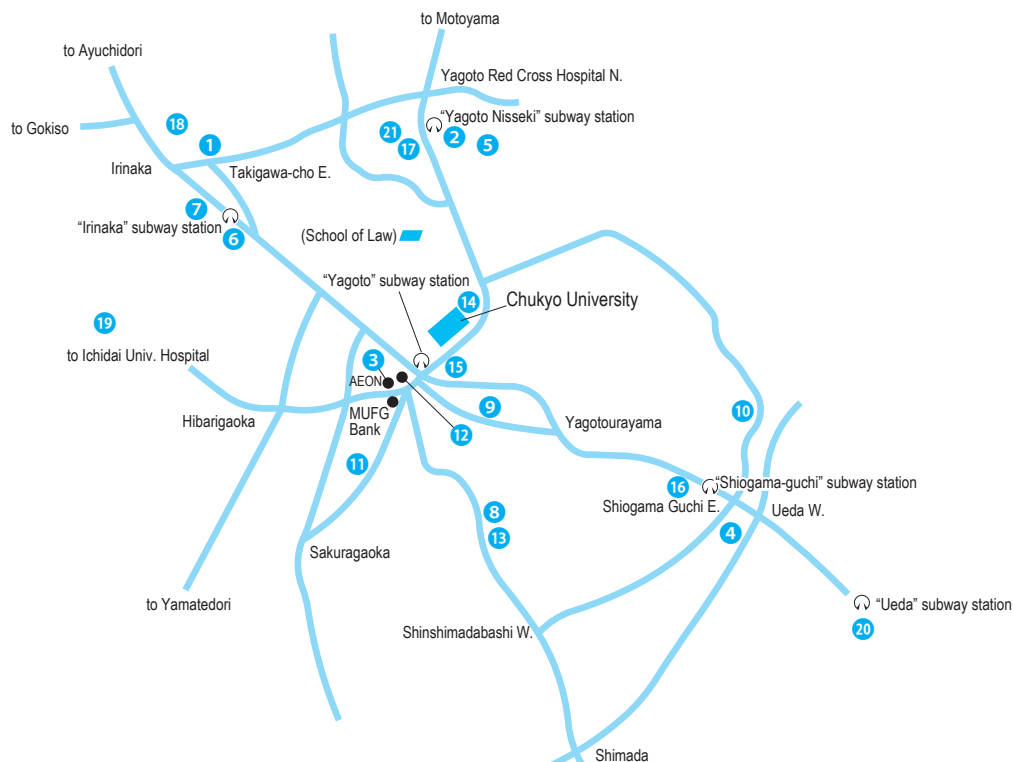 to Motoyama
to Ayuchidori
Yagoto Red Cross Hospital N.
to Gokiso
18
1
21
17
"Yagoto Nisseki" subway station
2
5
Irinaka
Takigawa-cho E.
7
"Irinaka" subway station
6
(School of Law)
"Yagoto" subway station
14
Chukyo University
19
to Ichidai Univ. Hospital
3
AEON
15
MUFG
Bank
Hibarigaoka
12
9
Yagotourayama
10
11
16
"Shiogama-guchi" subway station
Shiogama Guchi E.
Ueda W.
8
13
4
Sakuragaoka
to Yamatedori
Shinshimadabashi W.
"Ueda" subway station
20
Shimada